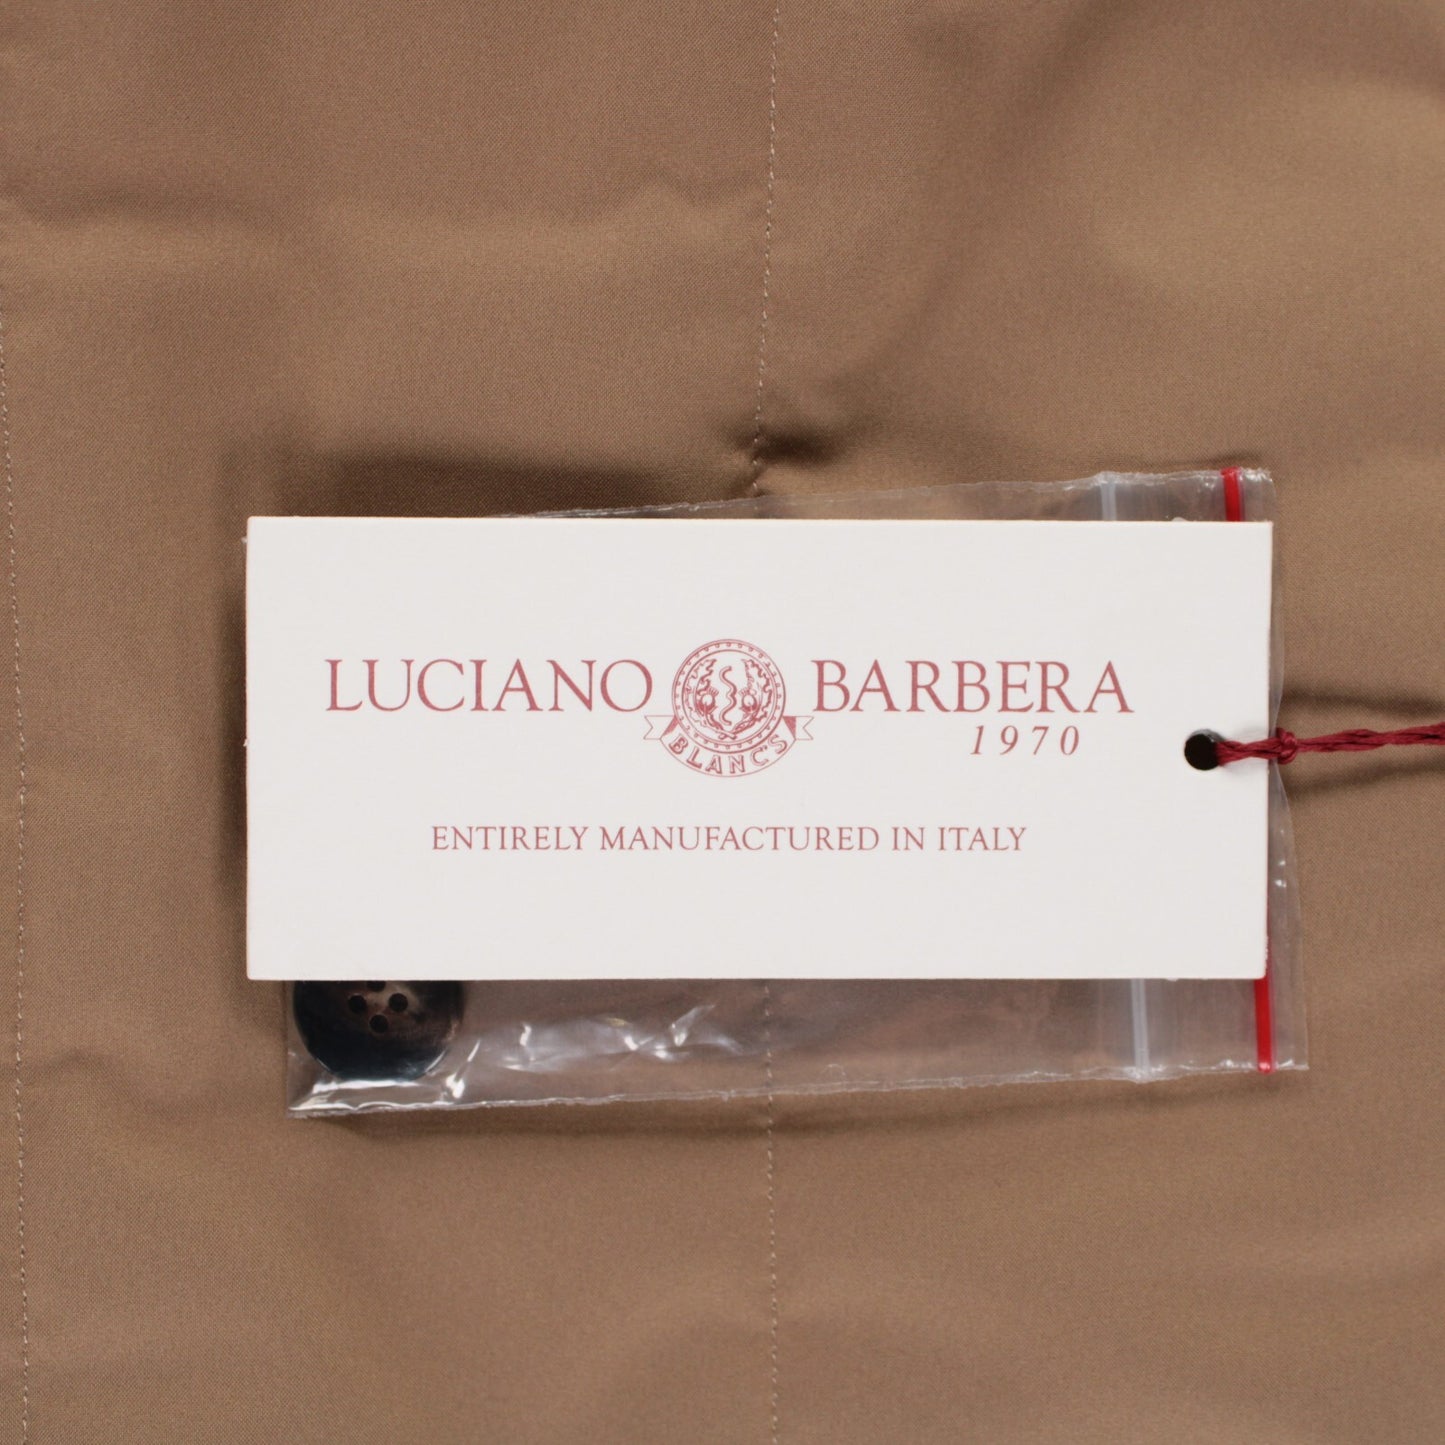 LUCIANO BARBERA
1970
BLANC'S
ENTIRELY MANUFACTURED IN ITALY